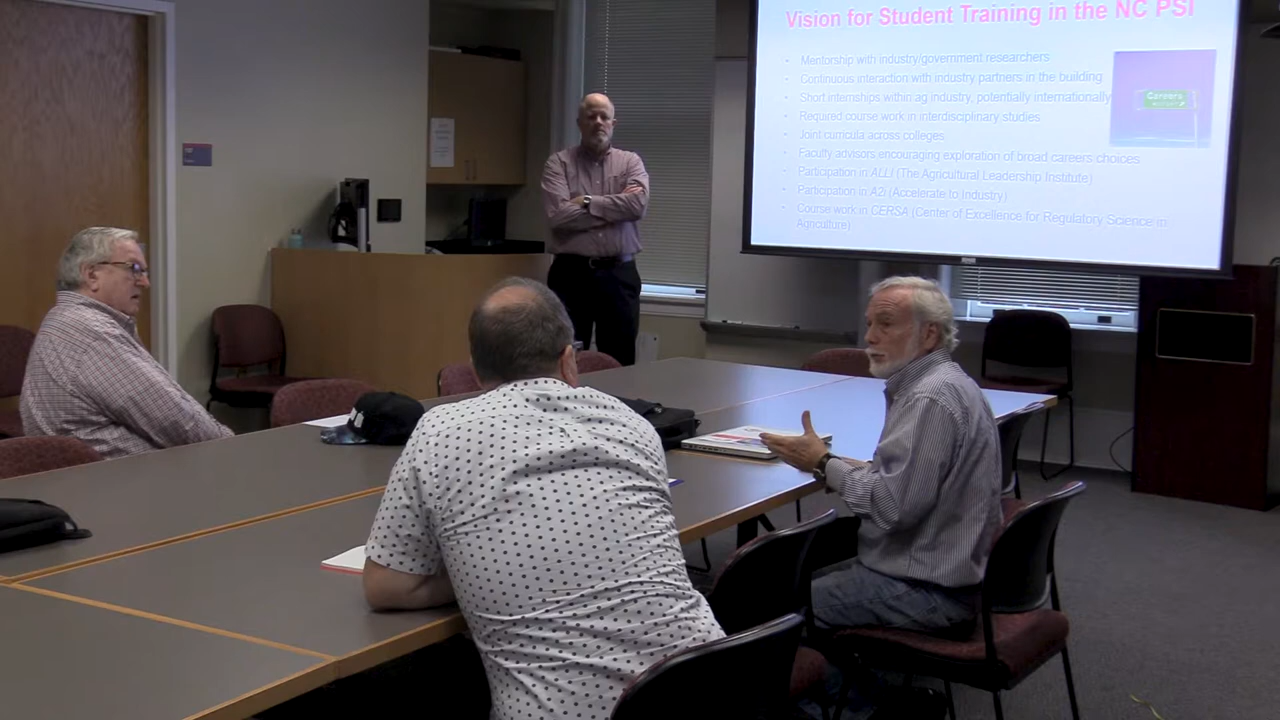 Vision for Student Training in the NC PSI
• Mentorship with industry/government researchers
• Continuous interaction with industry partners in the building
• Short internships within ag industry, potentially internationally
• Required course work in interdisciplinary studies
• Joint curricula across colleges
• Faculty advisors encouraging exploration of broad careers choices
• Participation in ALLI (The Agricultural Leadership Institute)
• Participation in A2i (Accelerate to Industry)
• Course work in CERSA (Center of Excellence for Regulatory Science in
Agriculture)
Careers